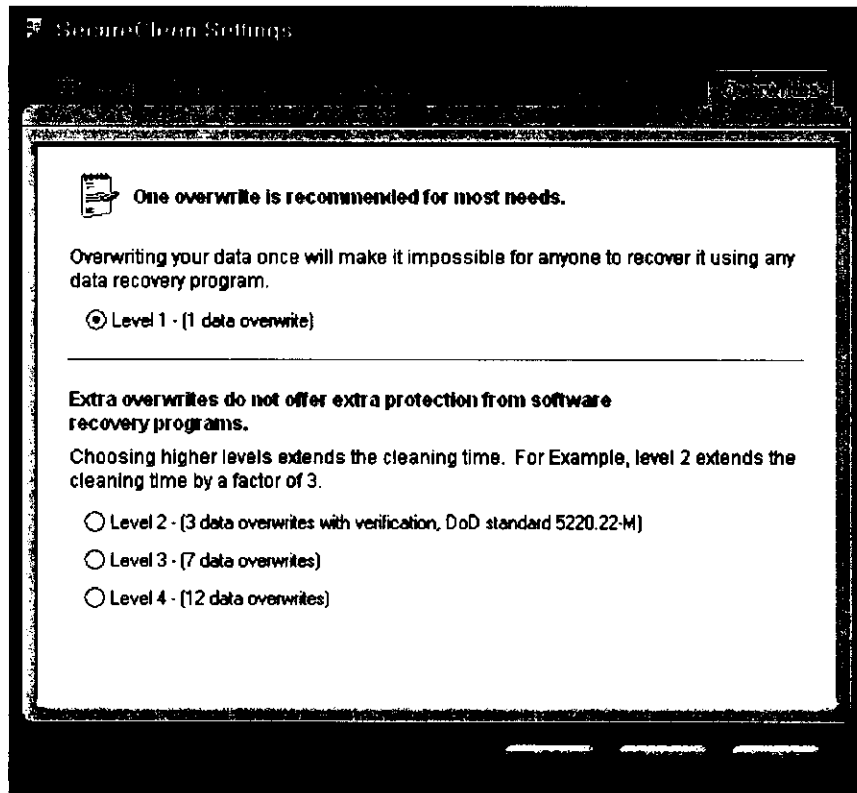 SecureClean Settings
Overwrites
One overwrite is recommended for most needs.
Overwriting your data once will make it impossible for anyone to recover it using any
data recovery program.
Level 1 - (1 data overwrite)
Extra overwrites do not offer extra protection from software
recovery programs.
Choosing higher levels extends the cleaning time. For Example, level 2 extends the
cleaning time by a factor of 3.
Level 2 - (3 data overwrites with verification, DoD standard 5220.22-M)
Level 3 - (7 data overwrites)
Level 4 - (12 data overwrites)